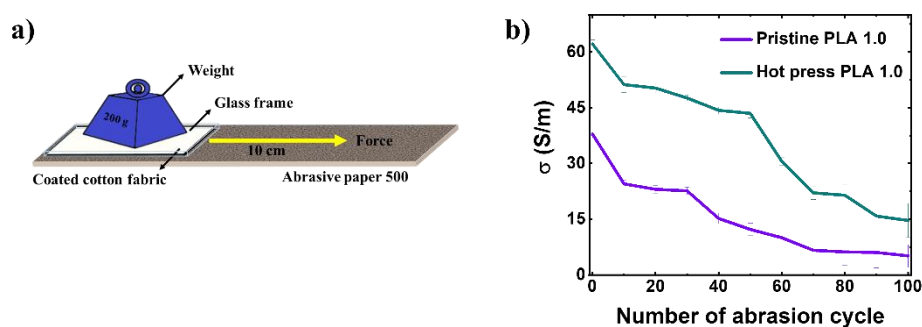 a)
Weight
Glass frame
200 g
Force
10 cm
Coated cotton fabric
Abrasive paper 500
b)
Pristine PLA 1.0
Hot press PLA 1.0
σ (S/m)
60
45
30
15
0
0 20 40 60 80 100
Number of abrasion cycle